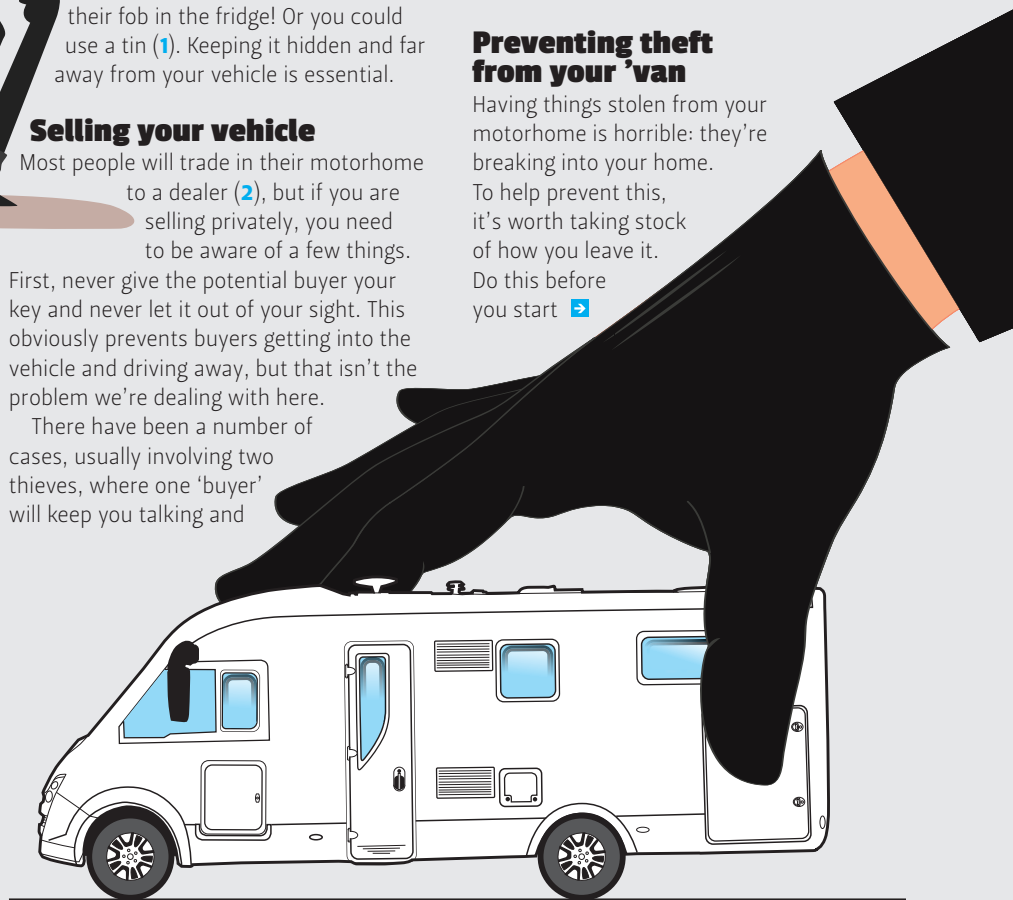 their fob in the fridge! Or you could
use a tin (1). Keeping it hidden and far
away from your vehicle is essential.
Selling your vehicle
Most people will trade in their motorhome
to a dealer (2), but if you are
selling privately, you need
to be aware of a few things.
First, never give the potential buyer your
key and never let it out of your sight. This
obviously prevents buyers getting into the
vehicle and driving away, but that isn’t the
problem we’re dealing with here.
There have been a number of
cases, usually involving two
thieves, where one ‘buyer’
will keep you talking and
Preventing theft
from your ’van
Having things stolen from your
motorhome is horrible: they’re
breaking into your home.
To help prevent this,
it’s worth taking stock
of how you leave it.
Do this before
you start